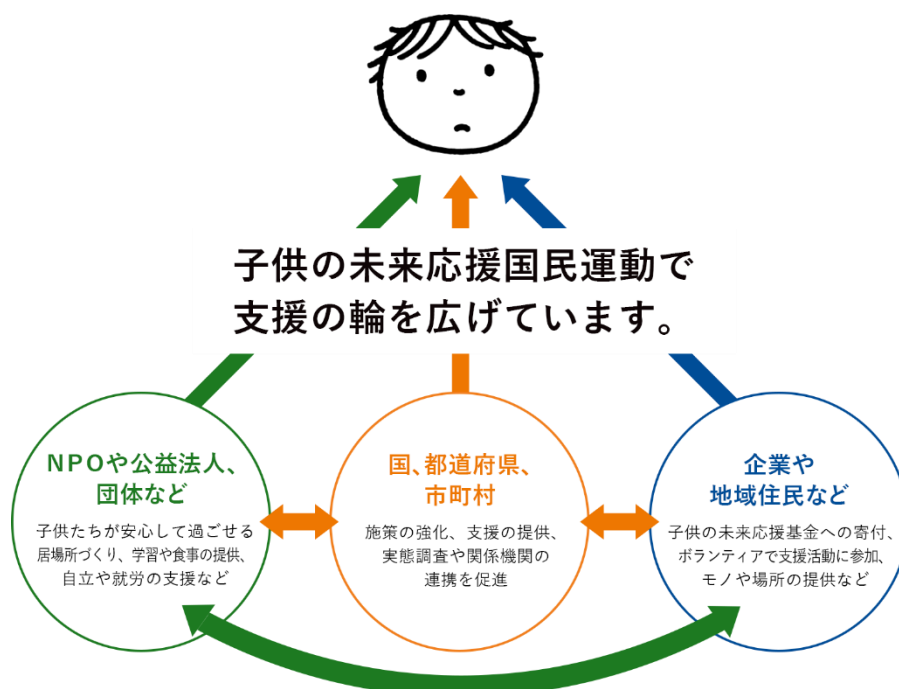 子供の未来応援国民運動で
支援の輪を広げています。
NPOや公益法人、
団体など
子供たちが安心して過ごせる
居場所づくり、学習や食事の提供、
自立や就労の支援など
国、都道府県、
市町村
施策の強化、支援の提供、
実態調査や関係機関の
連携を促進
企業や
地域住民など
子供の未来応援基金への寄付、
ボランティアで支援活動に参加、
モノや場所の提供など